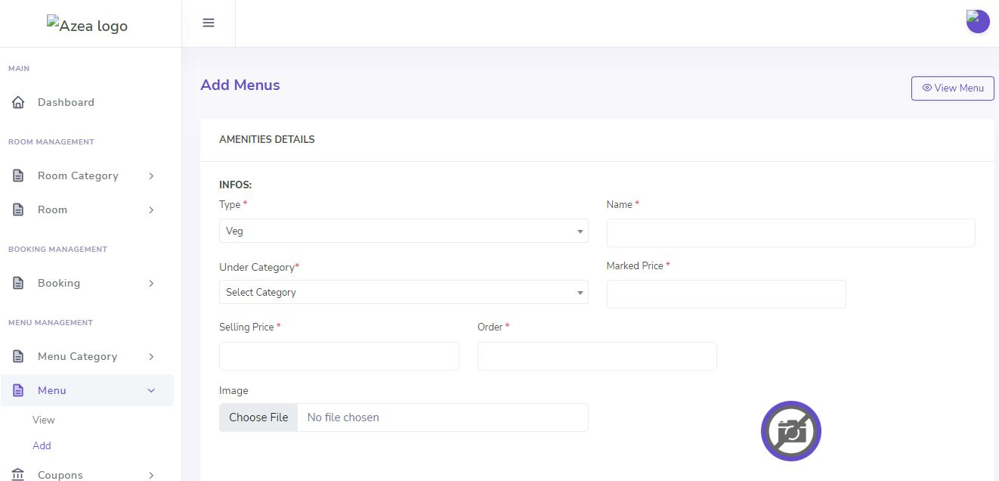 Azea logo
MAIN
Dashboard
ROOM MANAGEMENT
Room Category
Room
BOOKING MANAGEMENT
Booking
MENU MANAGEMENT
Menu Category
Menu
View
Add
Coupons
Add Menus
View Menu
AMENITIES DETAILS
INFOS:
Type *
Name *
Veg
Under Category*
Marked Price *
Select Category
Selling Price *
Order *
Image
Choose File No file chosen